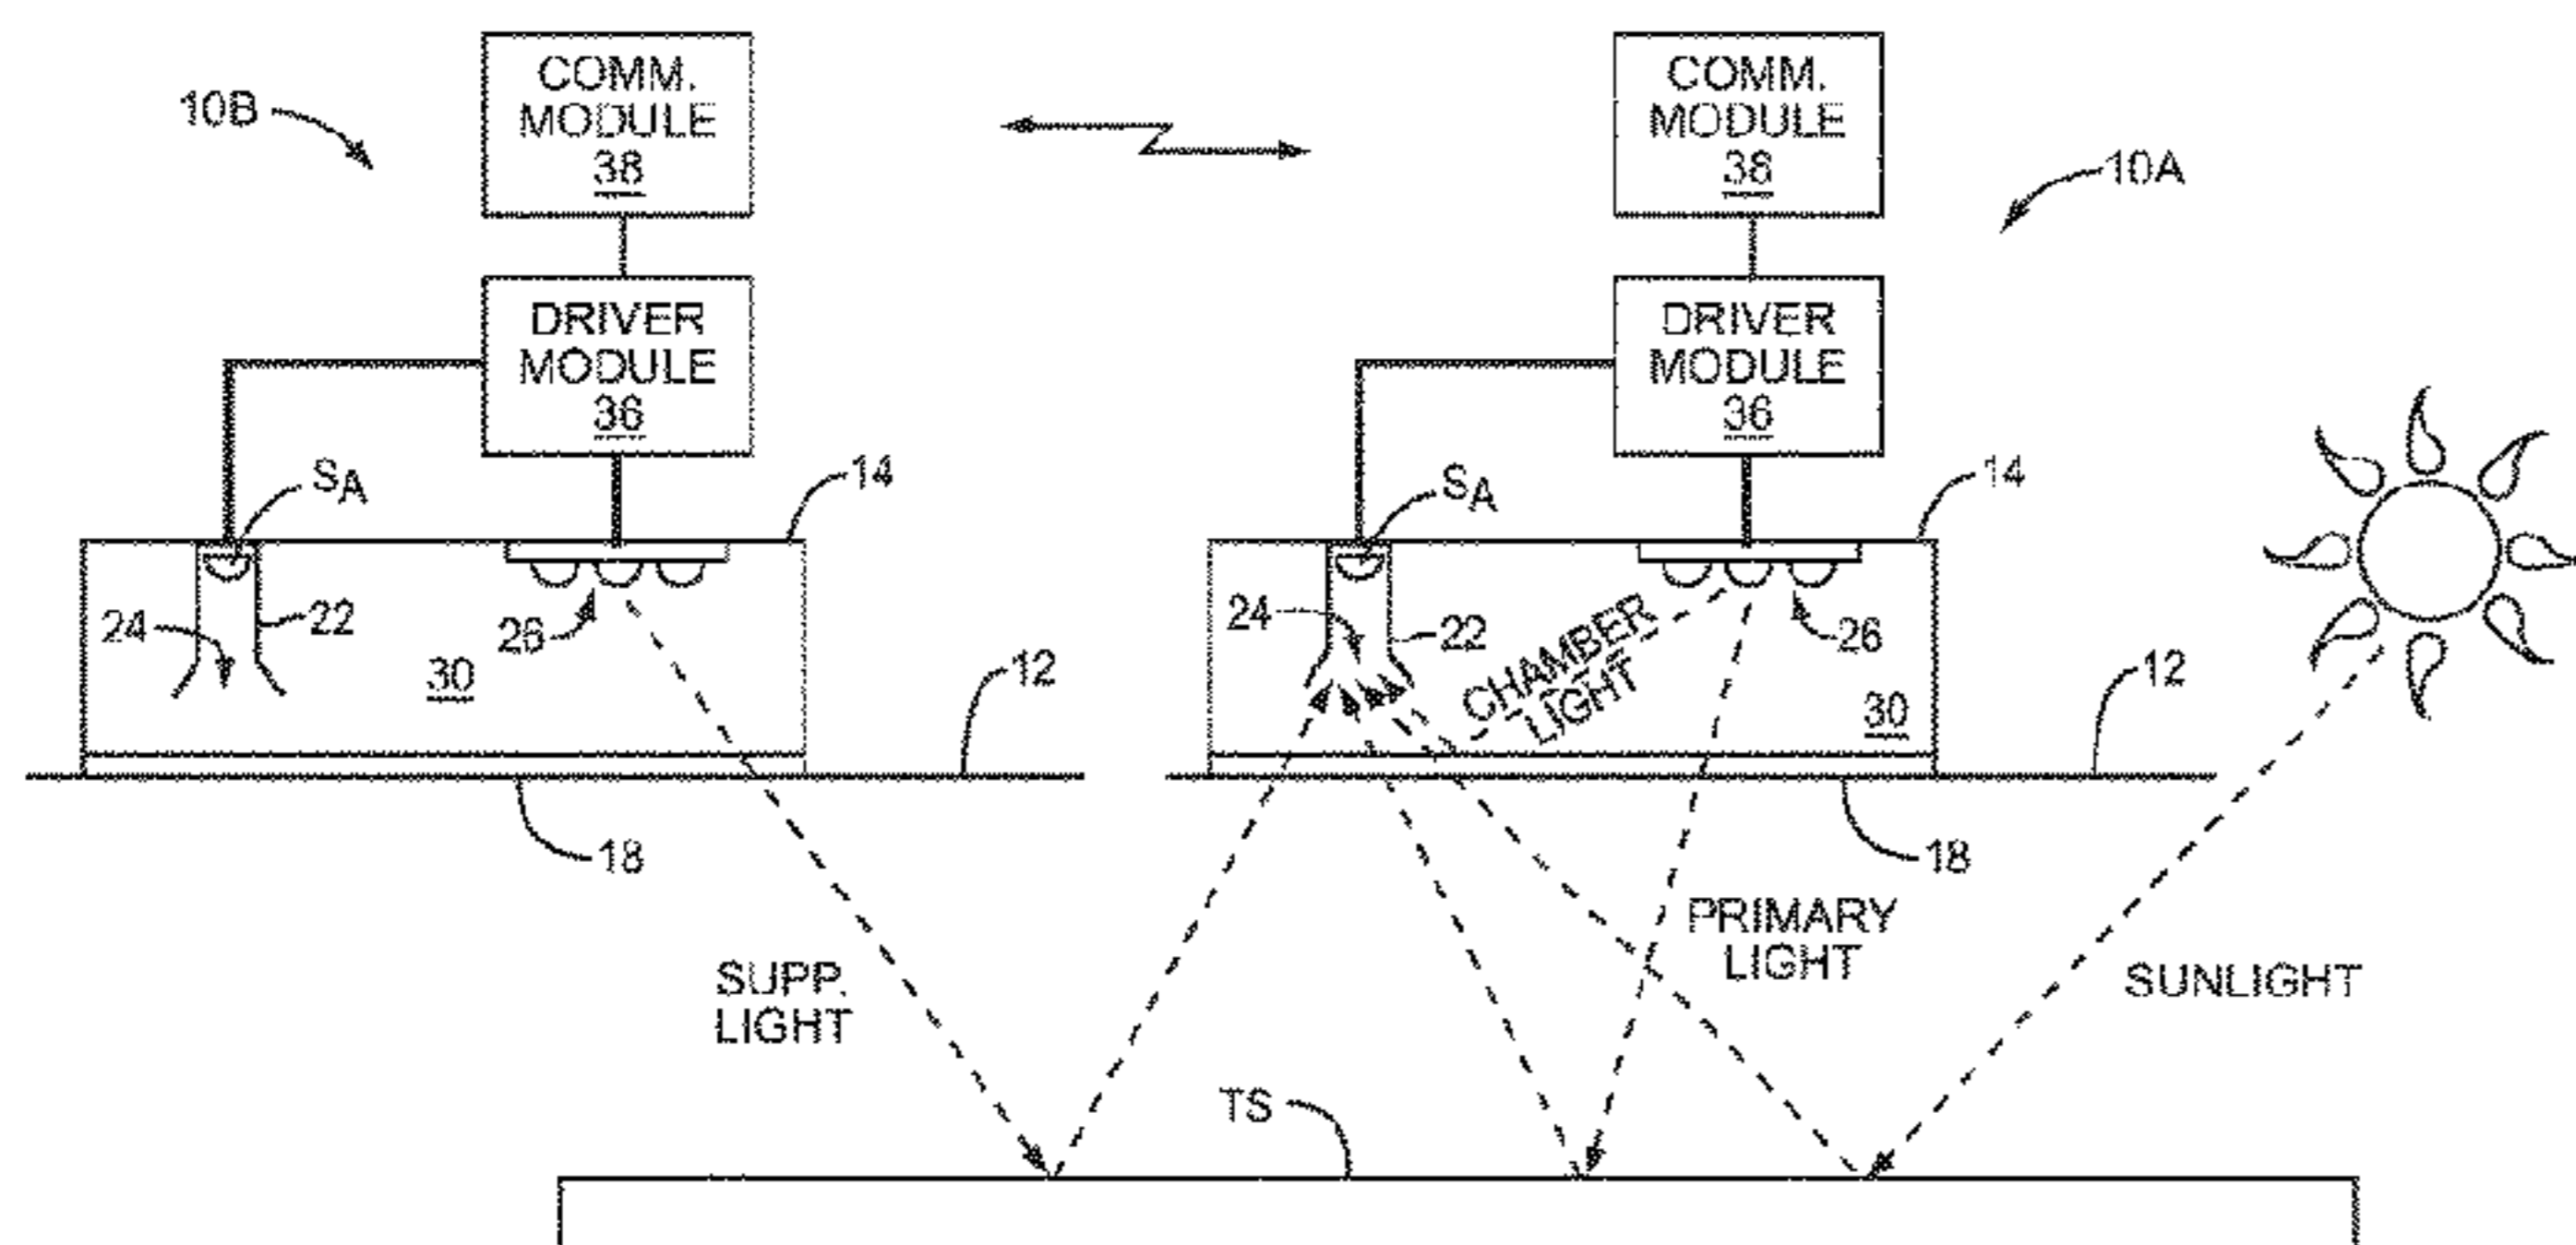 COMM.
MODULE
38
COMM.
MODULE
38
10B
10A
DRIVER
MODULE
36
DRIVER
MODULE
36
SA
14
SA
14
24
22
26
30
12
24
22
CHAMBER
LIGHT
26
30
12
18
18
SUPP.
LIGHT
PRIMARY
LIGHT
SUNLIGHT
TS